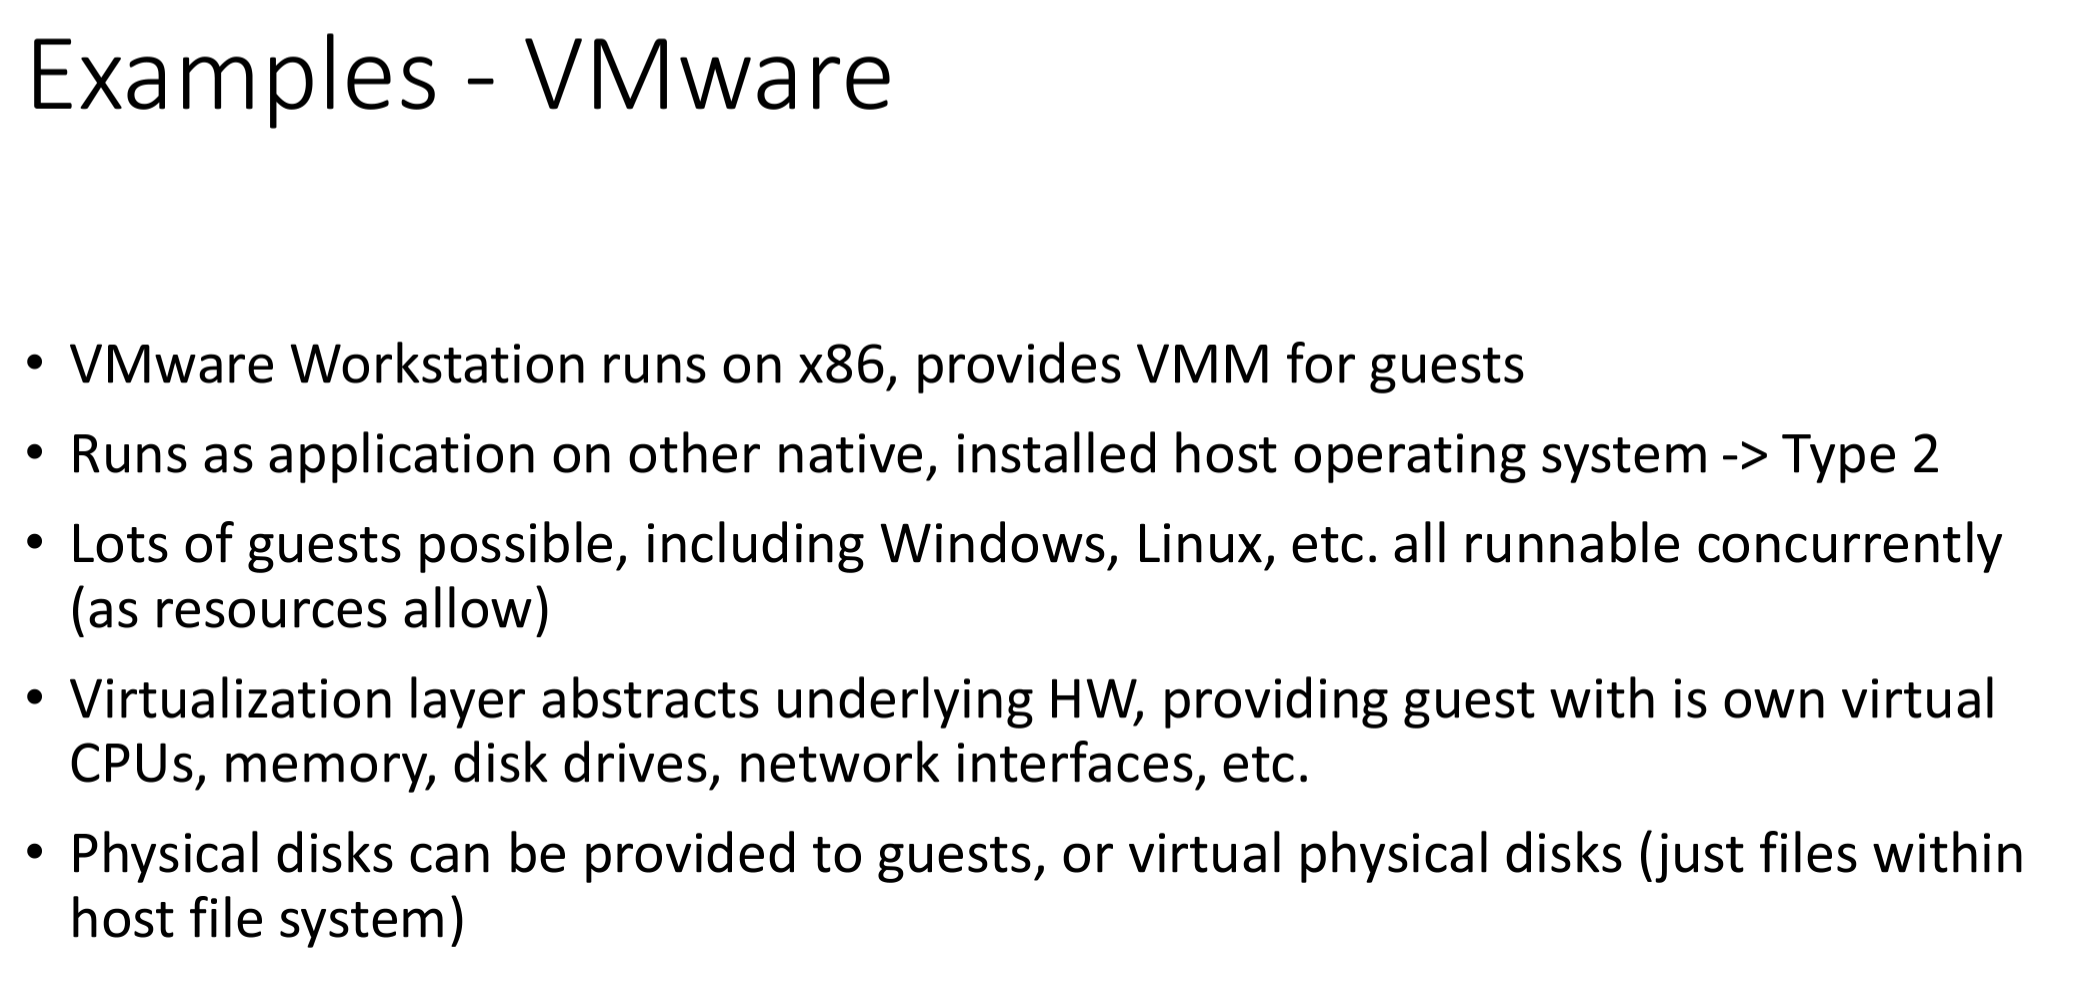 Examples - VMware
• VMware Workstation runs on x86, provides VMM for guests
• Runs as application on other native, installed host operating system -> Type 2
• Lots of guests possible, including Windows, Linux, etc. all runnable concurrently
(as resources allow)
• Virtualization layer abstracts underlying HW, providing guest with is own virtual
CPUs, memory, disk drives, network interfaces, etc.
• Physical disks can be provided to guests, or virtual physical disks (just files within
host file system)